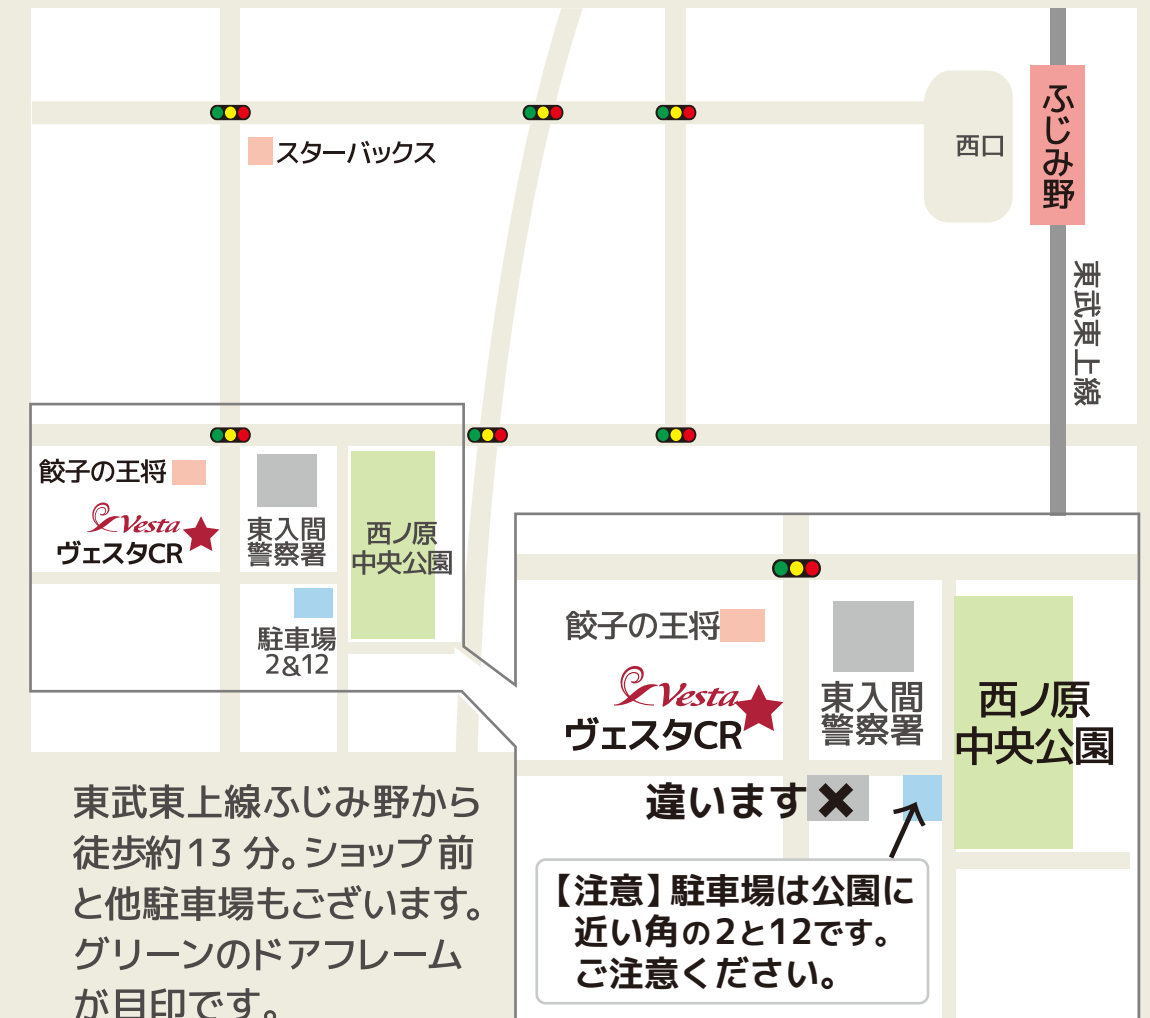 ふじみ野
西口
スターバックス
東武東上線
餃子の王将
Vesta
ヴェスタCR
東入間
警察署
西ノ原
中央公園
駐車場
2&12
餃子の王将
Vesta
ヴェスタCR
東入間
警察署
西ノ原
中央公園
違います
【注意】駐車場は公園に
近い角の2と12です。
ご注意ください。
東武東上線ふじみ野から
徒歩約13 分。ショップ前
と他駐車場もございます。
グリーンのドアフレーム
が目印です。